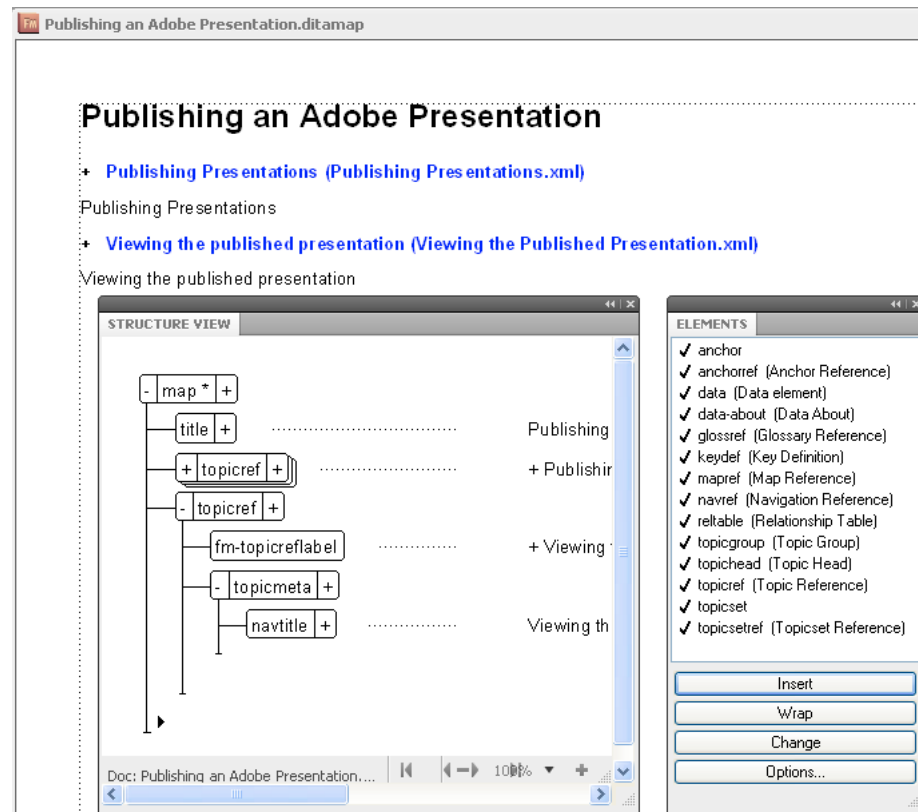 Fm Publishing an Adobe Presentation.ditamap
Publishing an Adobe Presentation
+ Publishing Presentations (Publishing Presentations.xml)
Publishing Presentations
+ Viewing the published presentation (Viewing the Published Presentation.xml)
Viewing the published presentation
STRUCTURE VIEW
- map * +
title + Publishing
+ topicref + + Publishin
- topicref +
fm-topicreflabel + Viewing
- topicmeta +
navtitle + Viewing th
Doc: Publishing an Adobe Presentation....
ELEMENTS
✓ anchor
✓ anchorref (Anchor Reference)
✓ data (Data element)
✓ data-about (Data About)
✓ glossref (Glossary Reference)
✓ keydef (Key Definition)
✓ mapref (Map Reference)
✓ navref (Navigation Reference)
✓ reltable (Relationship Table)
✓ topicgroup (Topic Group)
✓ topichead (Topic Head)
✓ topicref (Topic Reference)
✓ topicset
✓ topicsetref (Topicset Reference)
Insert
Wrap
Change
Options...